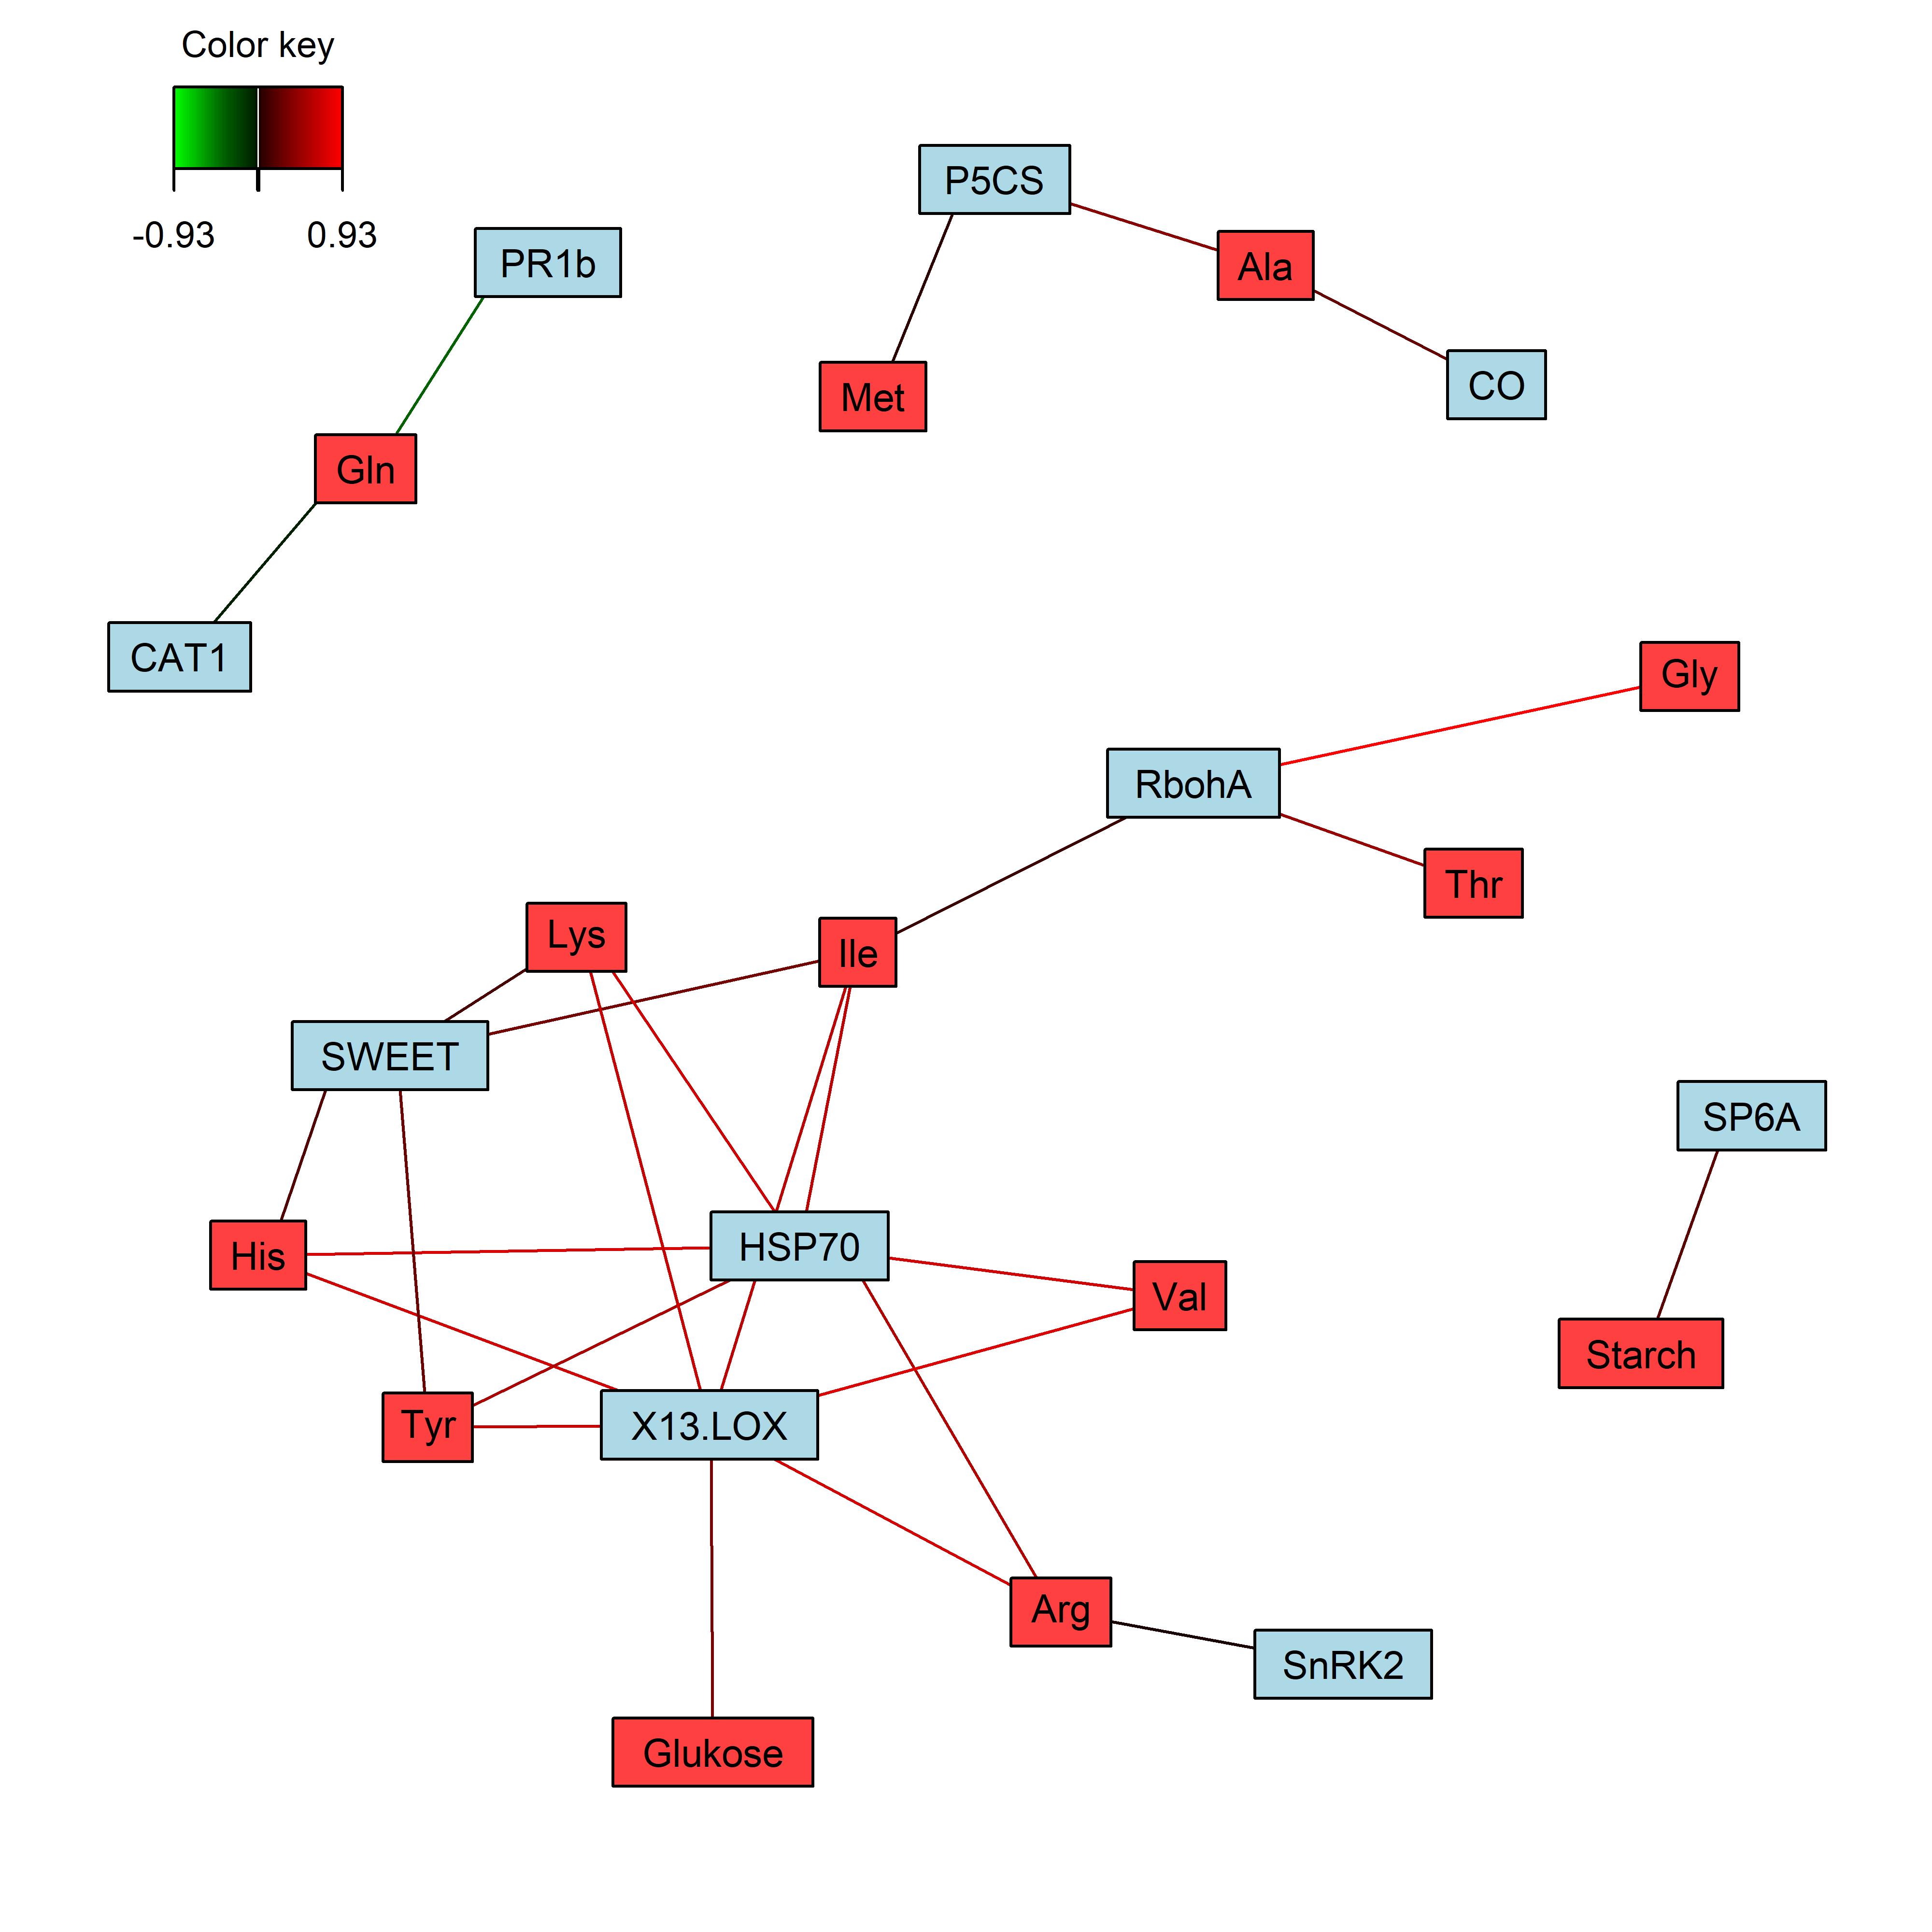 Color key
-0.93 0.93
P5CS
PR1b
Ala
CO
Met
Gln
CAT1
Gly
RbohA
Thr
Lys
Ile
SWEET
SP6A
His
HSP70
Val
Starch
Tyr
X13.LOX
Arg
SnRK2
Glukose